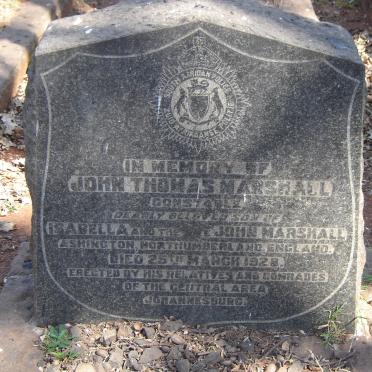 IN MEMORY OF
JOHN THOMAS MARSHALL
CONSTABLE
DEARLY BELOVED SON OF
ISABELLA AND THE LATE JOHN MARSHALL
ASHINGTON, NORTHUMBERLAND, ENGLAND.
DIED 25TH MARCH 1928.
ERECTED BY HIS RELATIVES AND COMRADES
OF THE CENTRAL AREA
JOHANNESBURG.